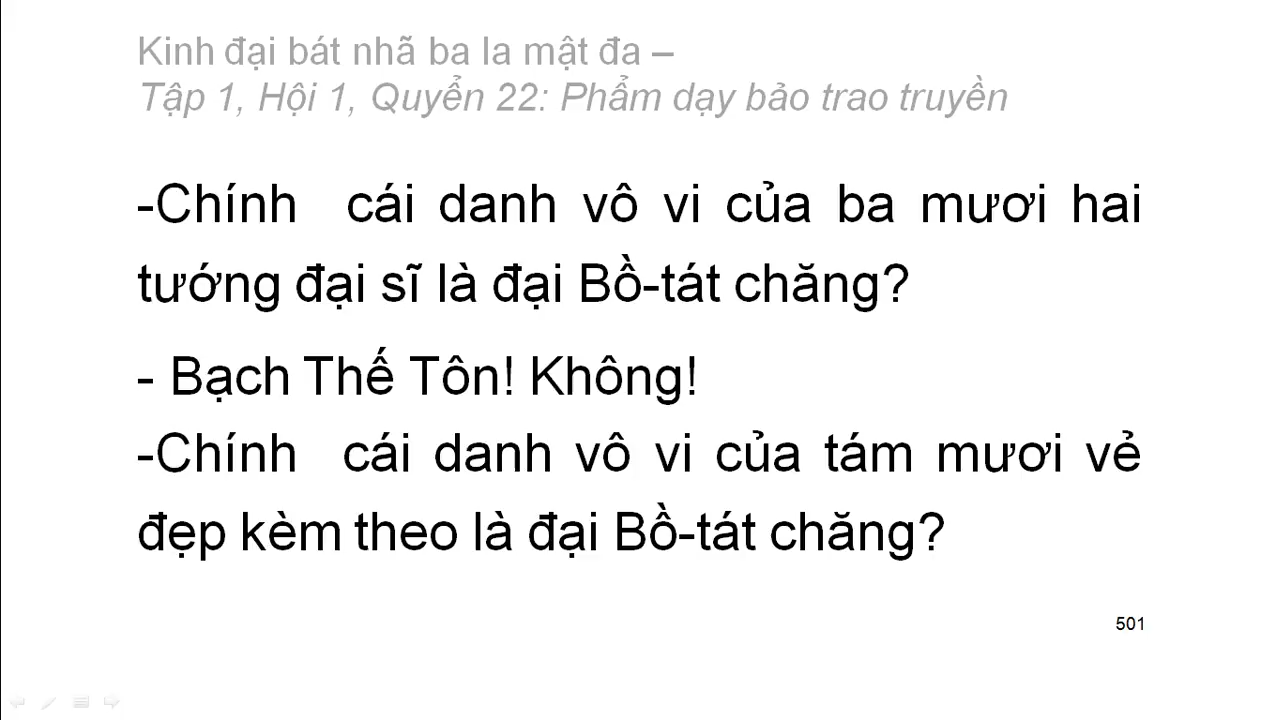 Kinh đại bát nhã ba la mật đa –
Tập 1, Hội 1, Quyển 22: Phẩm dạy bảo trao truyền
-Chính cái danh vô vi của ba mươi hai
tướng đại sĩ là đại Bồ-tát chăng?
- Bạch Thế Tôn! Không!
-Chính cái danh vô vi của tám mươi vẻ
đẹp kèm theo là đại Bồ-tát chăng?
501